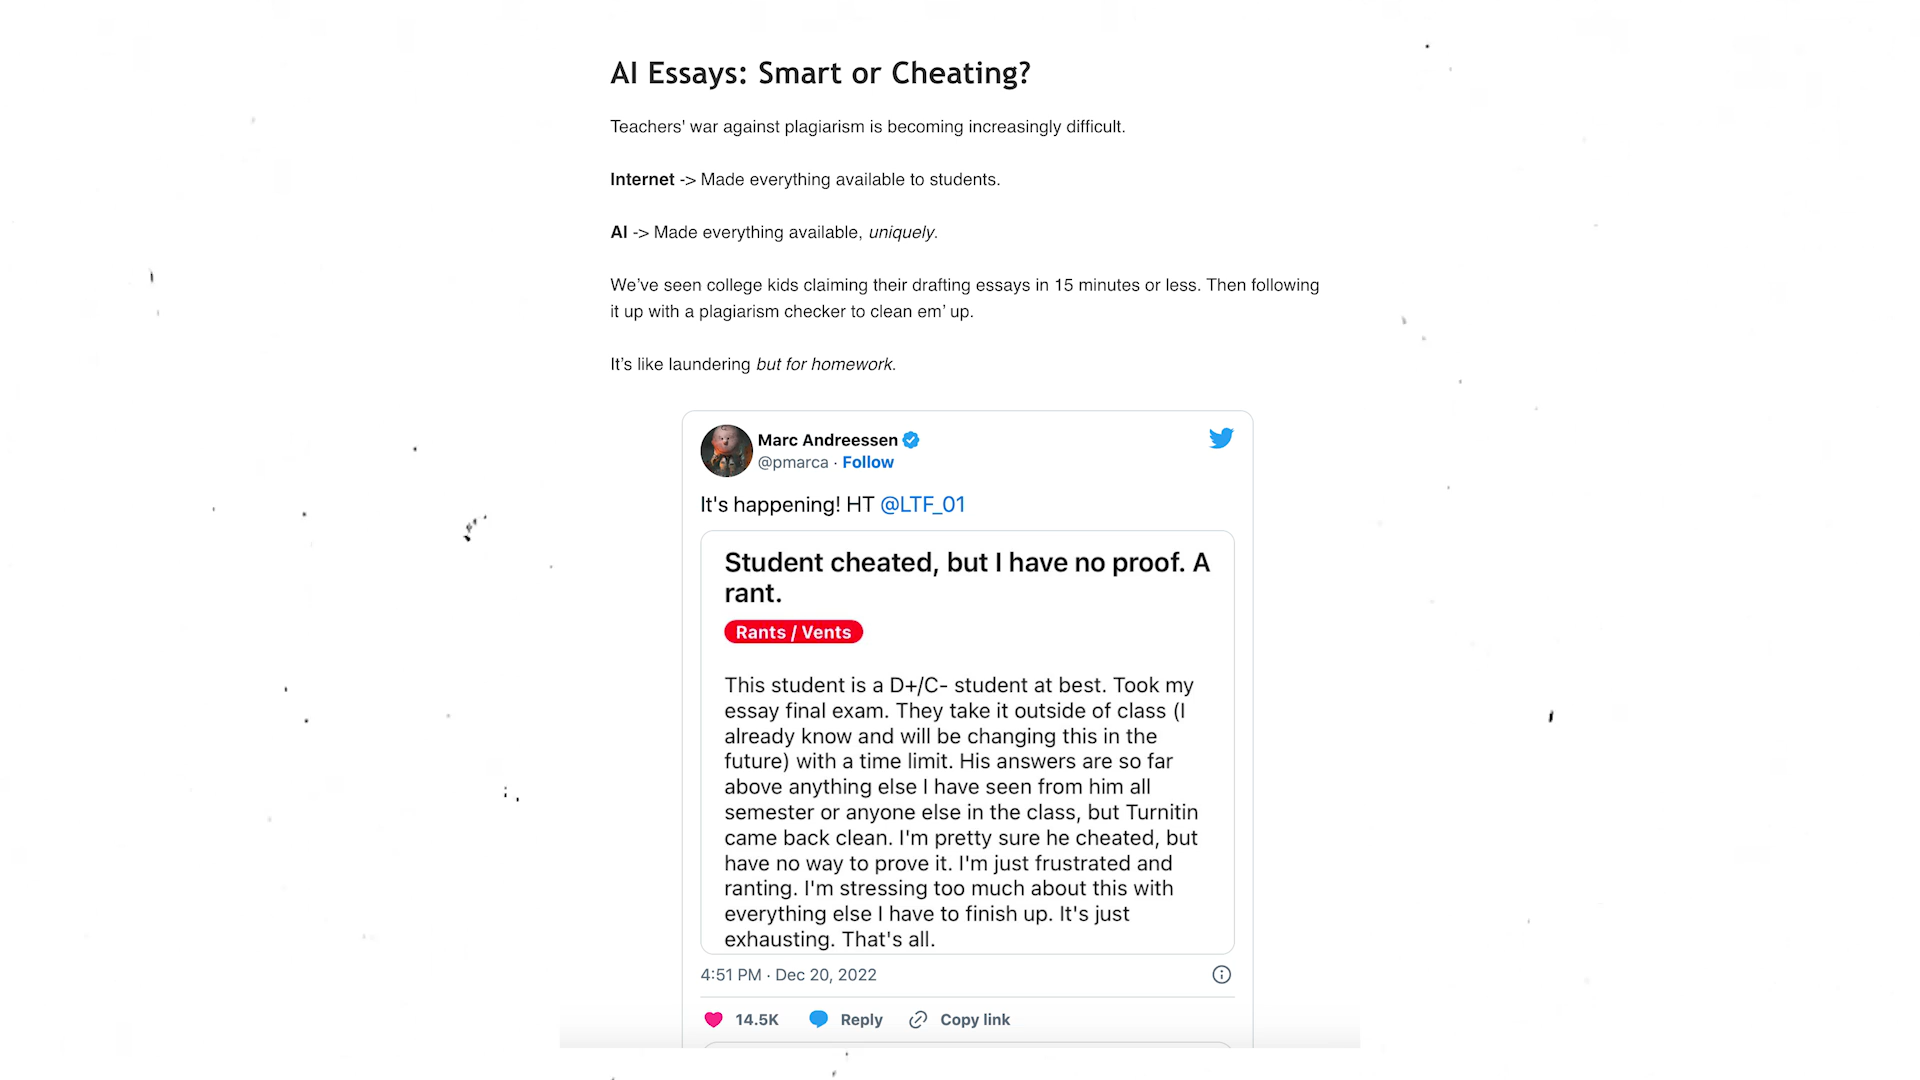 AI Essays: Smart or Cheating?
Teachers' war against plagiarism is becoming increasingly difficult.
Internet -> Made everything available to students.
AI -> Made everything available, uniquely.
We’ve seen college kids claiming their drafting essays in 15 minutes or less. Then following
it up with a plagiarism checker to clean em’ up.
It’s like laundering but for homework.
Marc Andreessen
@pmarca · Follow
It's happening! HT @LTF_01
Student cheated, but I have no proof. A
rant.
Rants / Vents
This student is a D+/C- student at best. Took my
essay final exam. They take it outside of class (I
already know and will be changing this in the
future) with a time limit. His answers are so far
above anything else I have seen from him all
semester or anyone else in the class, but Turnitin
came back clean. I'm pretty sure he cheated, but
have no way to prove it. I'm just frustrated and
ranting. I'm stressing too much about this with
everything else I have to finish up. It's just
exhausting. That's all.
4:51 PM · Dec 20, 2022
14.5K Reply Copy link